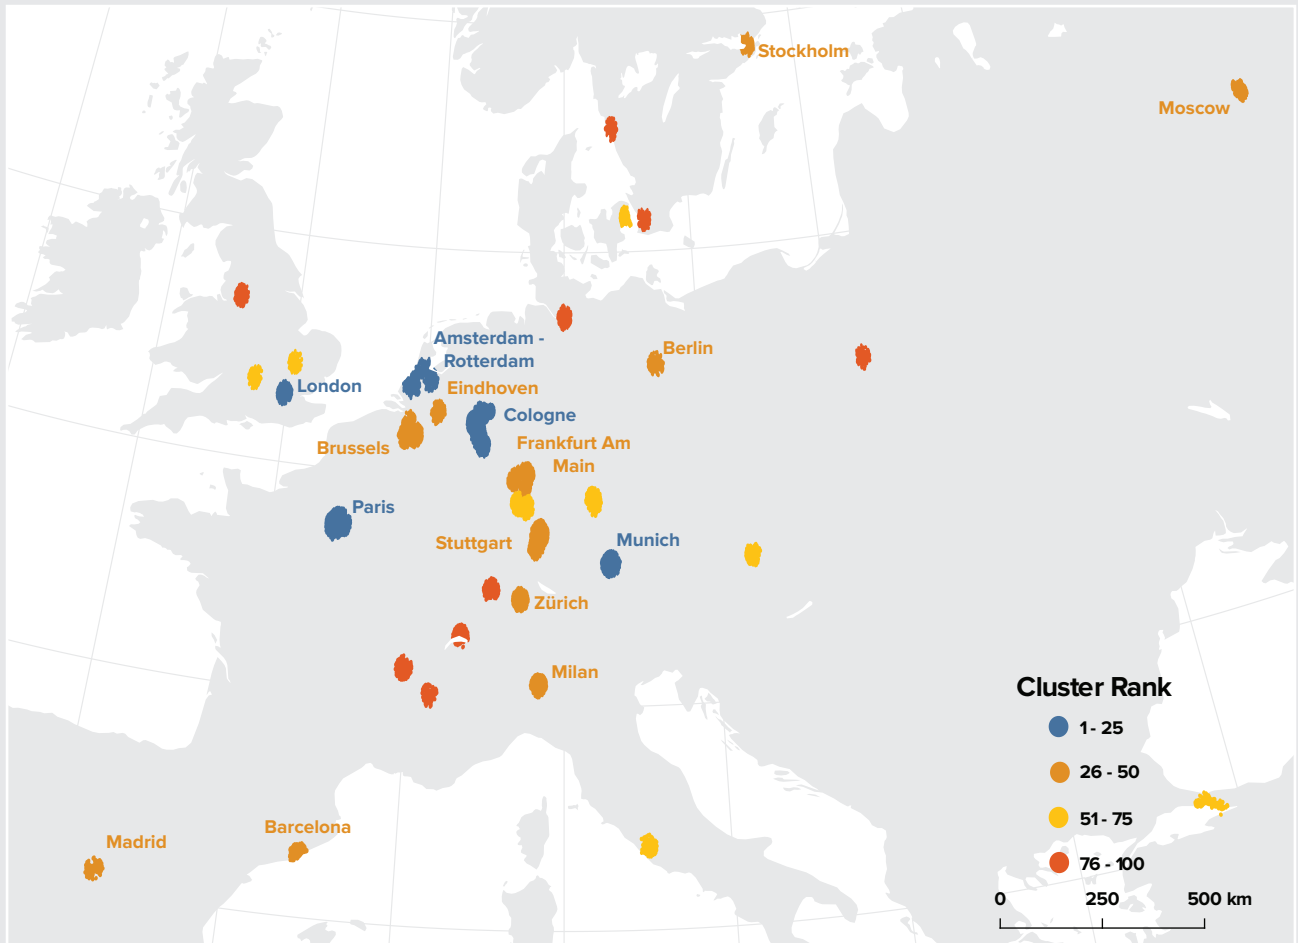 Stockholm
Moscow
Amsterdam -
Rotterdam
Berlin
London
Eindhoven
Cologne
Brussels
Frankfurt Am
Main
Paris
Stuttgart
Munich
Zürich
Milan
Cluster Rank
1 - 25
26 - 50
51 - 75
76 - 100
Barcelona
Madrid
0 250 500 km